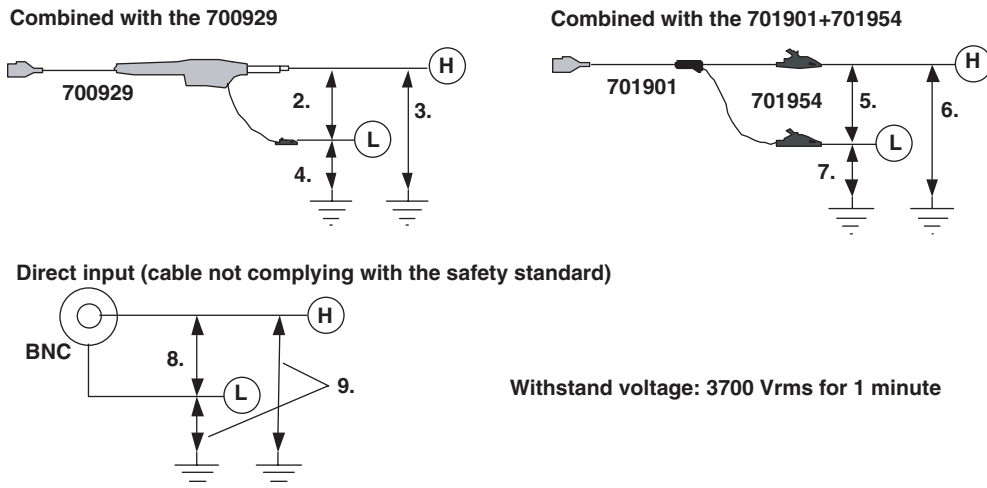 Combined with the 700929
H
700929
2.
3.
L
4.
Combined with the 701901+701954
H
701901
701954
5.
6.
L
7.
Direct input (cable not complying with the safety standard)
H
BNC
8.
L
9.
Withstand voltage: 3700 Vrms for 1 minute